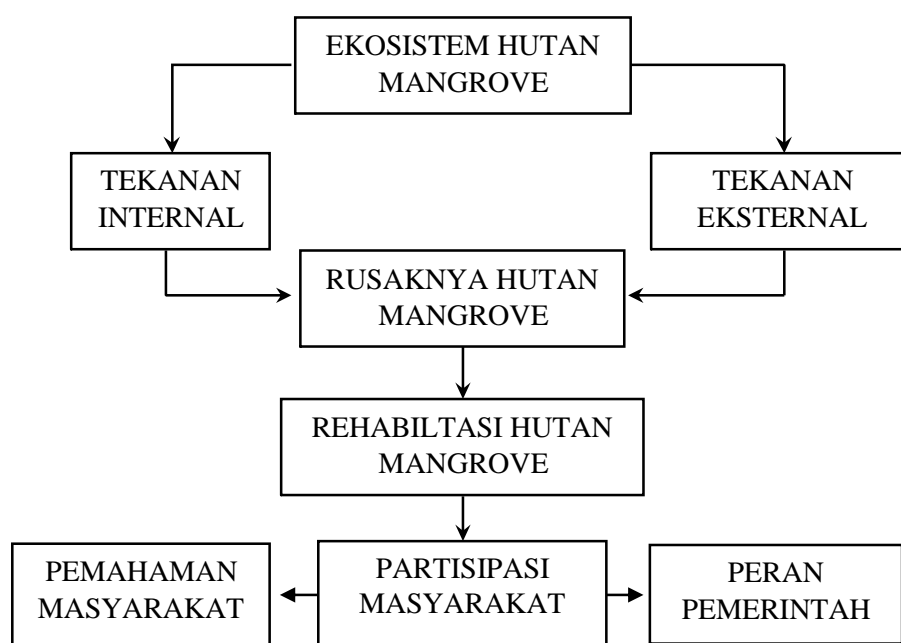 EKOSISTEM HUTAN
MANGROVE
TEKANAN
INTERNAL
TEKANAN
EKSTERNAL
RUSAKNYA HUTAN
MANGROVE
REHABILTASI HUTAN
MANGROVE
PEMAHAMAN
MASYARAKAT
PARTISIPASI
MASYARAKAT
PERAN
PEMERINTAH